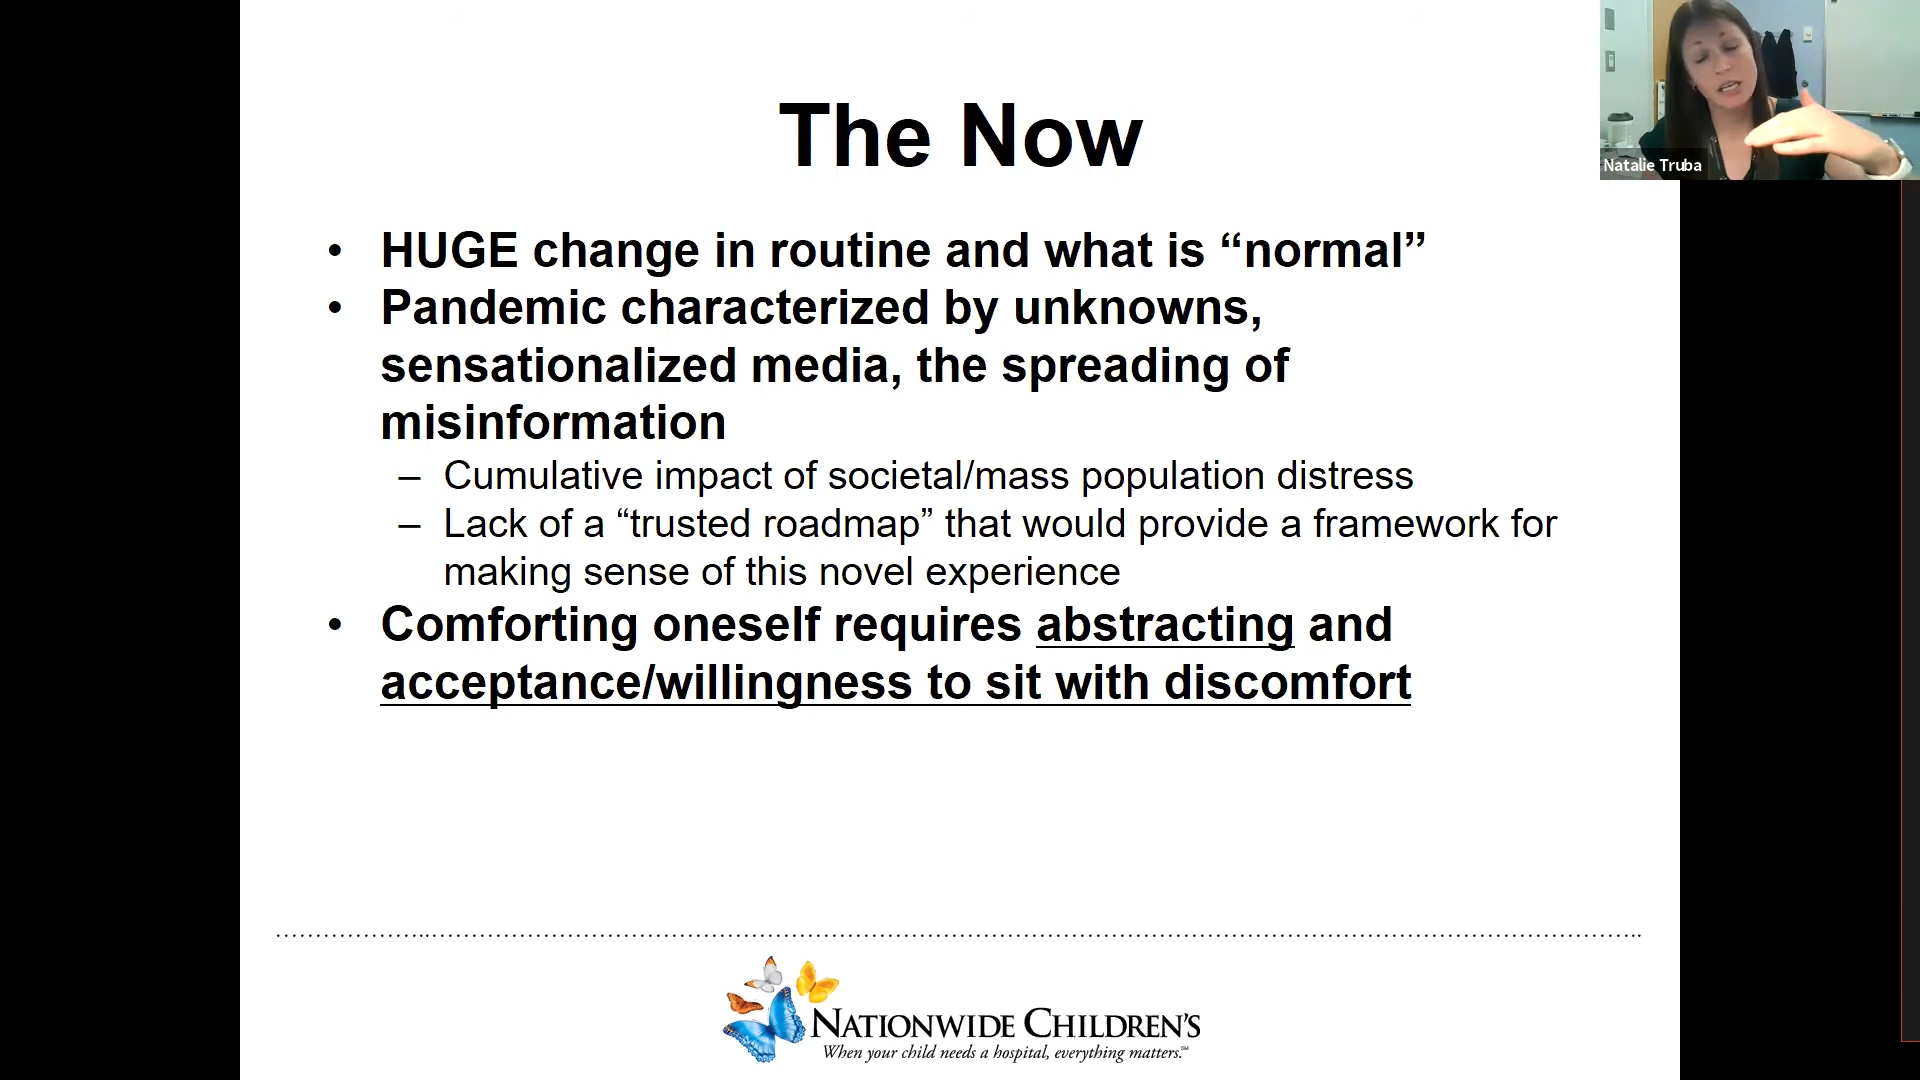 The Now
Natalie Truba
• HUGE change in routine and what is “normal”
• Pandemic characterized by unknowns,
sensationalized media, the spreading of
misinformation
– Cumulative impact of societal/mass population distress
– Lack of a “trusted roadmap” that would provide a framework for
making sense of this novel experience
• Comforting oneself requires abstracting and
acceptance/willingness to sit with discomfort
NATIONWIDE CHILDREN'S
When your child needs a hospital, everything matters.℠